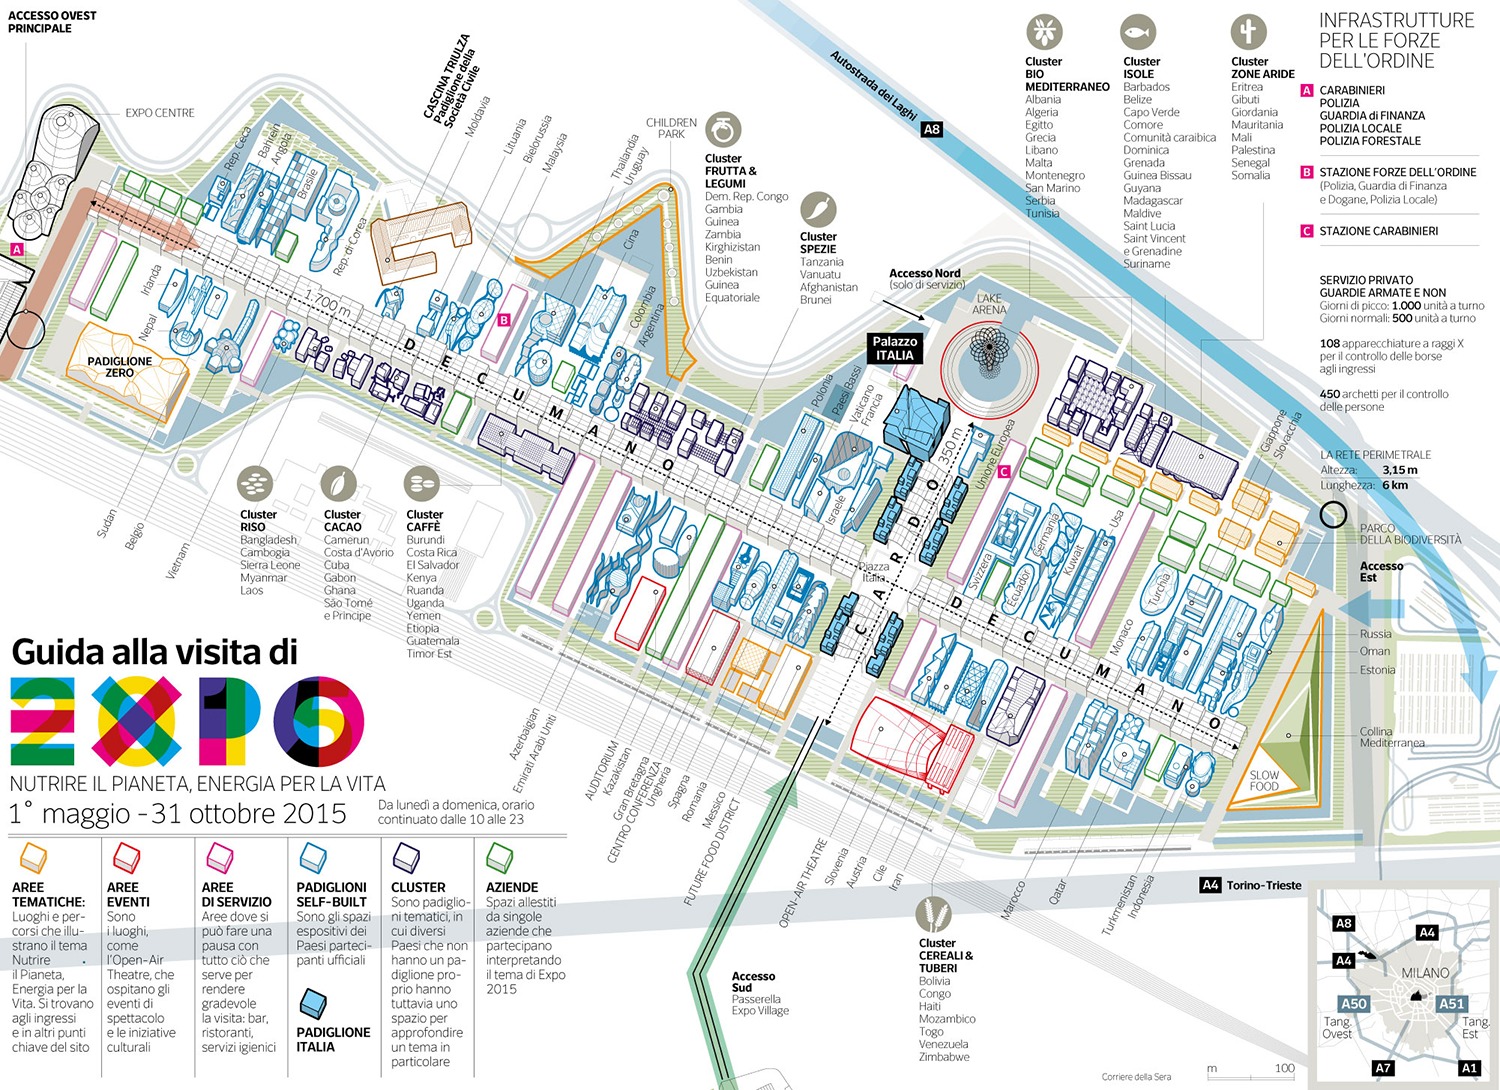 ACCESSO OVEST
PRINCIPALE
EXPO CENTRE
A
Rep. Ceca
Bahrein
Angola
Brasile
Rep. di Corea
CASCINA TRIULZA
Padiglione della
Società Civile
Moldavia
Lituania
Bielorussia
Malaysia
Thailandia
Uruguay
CHILDREN
PARK
Cina
Colombia
Argentina
B
Irlanda
Nepal
PADIGLIONE
ZERO
1.700 m
DECUMANO
Sudan
Belgio
Vietnam
Cluster
FRUTTA &
LEGUMI
Dem. Rep. Congo
Gambia
Guinea
Zambia
Kirghizistan
Benin
Uzbekistan
Guinea
Equatoriale
Cluster
SPEZIE
Tanzania
Vanuatu
Afghanistan
Brunei
Autostrada dei Laghi
A8
Accesso Nord
(solo di servizio)
LAKE
ARENA
Palazzo
ITALIA
Polonia
Paesi Bassi
Vaticano
Francia
Israele
350 m
Unione Europea
C
CARDO
Piazza
Italia
DECUMANO
Svizzera
Ecuador
Germania
Kuwait
Usa
Turchia
Monaco
Giappone
Slovacchia
Cluster
BIO
MEDITERRANEO
Albania
Algeria
Egitto
Grecia
Libano
Malta
Montenegro
San Marino
Serbia
Tunisia
Cluster
ISOLE
Barbados
Belize
Capo Verde
Comore
Comunità caraibica
Dominica
Grenada
Guinea Bissau
Guyana
Madagascar
Maldive
Saint Lucia
Saint Vincent
e Grenadine
Suriname
Cluster
ZONE ARIDE
Eritrea
Gibuti
Giordania
Mauritania
Mali
Palestina
Senegal
Somalia
INFRASTRUTTURE
PER LE FORZE
DELL'ORDINE
A CARABINIERI
POLIZIA
GUARDIA di FINANZA
POLIZIA LOCALE
POLIZIA FORESTALE
B STAZIONE FORZE DELL'ORDINE
(Polizia, Guardia di Finanza
e Dogane, Polizia Locale)
C STAZIONE CARABINIERI
SERVIZIO PRIVATO
GUARDIE ARMATE E NON
Giorni di picco: 1.000 unità a turno
Giorni normali: 500 unità a turno
108 apparecchiature a raggi X
per il controllo delle borse
agli ingressi
450 archetti per il controllo
delle persone
LA RETE PERIMETRALE
Altezza: 3,15 m
Lunghezza: 6 km
PARCO
DELLA BIODIVERSITÀ
Accesso
Est
Russia
Oman
Estonia
Collina
Mediterranea
SLOW
FOOD
Cluster
RISO
Bangladesh
Cambogia
Sierra Leone
Myanmar
Laos
Cluster
CACAO
Camerun
Costa d'Avorio
Cuba
Gabon
Ghana
São Tomé
e Principe
Cluster
CAFFÈ
Burundi
Costa Rica
El Salvador
Kenya
Ruanda
Uganda
Yemen
Etiopia
Guatemala
Timor Est
Azerbaigian
Emirati Arabi Uniti
AUDITORIUM
Kazakistan
Gran Bretagna
CENTRO CONFERENZA
Ungheria
Spagna
Romania
Messico
FUTURE FOOD DISTRICT
OPEN-AIR THEATRE
Slovenia
Austria
Cile
Iran
Marocco
Qatar
Turkmenistan
Indonesia
Guida alla visita di
EXPO
2015
NUTRIRE IL PIANETA, ENERGIA PER LA VITA
1° maggio - 31 ottobre 2015
Da lunedì a domenica, orario
continuato dalle 10 alle 23
AREE
TEMATICHE:
Luoghi e per-
corsi che illu-
strano il tema
Nutrire
il Pianeta,
Energia per la
Vita. Si trovano
agli ingressi
e in altri punti
chiave del sito
AREE
EVENTI
Sono
i luoghi,
come
l'Open-Air
Theatre, che
ospitano gli
eventi di
spettacolo
e le iniziative
culturali
AREE
DI SERVIZIO
Aree dove si
può fare una
pausa con
tutto ciò che
serve per
rendere
gradevole
la visita: bar,
ristoranti,
servizi igienici
PADIGLIONI
SELF-BUILT
Sono gli spazi
espositivi dei
Paesi parteci-
panti ufficiali
PADIGLIONE
ITALIA
CLUSTER
Sono padiglio-
ni tematici, in
cui diversi
Paesi che non
hanno un pa-
diglione pro-
prio hanno
tuttavia uno
spazio per
approfondire
un tema in
particolare
AZIENDE
Spazi allestiti
da singole
aziende che
partecipano
interpretando
il tema di Expo
2015
Accesso
Sud
Passerella
Expo Village
Cluster
CEREALI &
TUBERI
Bolivia
Congo
Haiti
Mozambico
Togo
Venezuela
Zimbabwe
A4 Torino-Trieste
A8
A4
A4
MILANO
A50
A51
Tang.
Ovest
Tang.
Est
A7
A1
Corriere della Sera
m 100